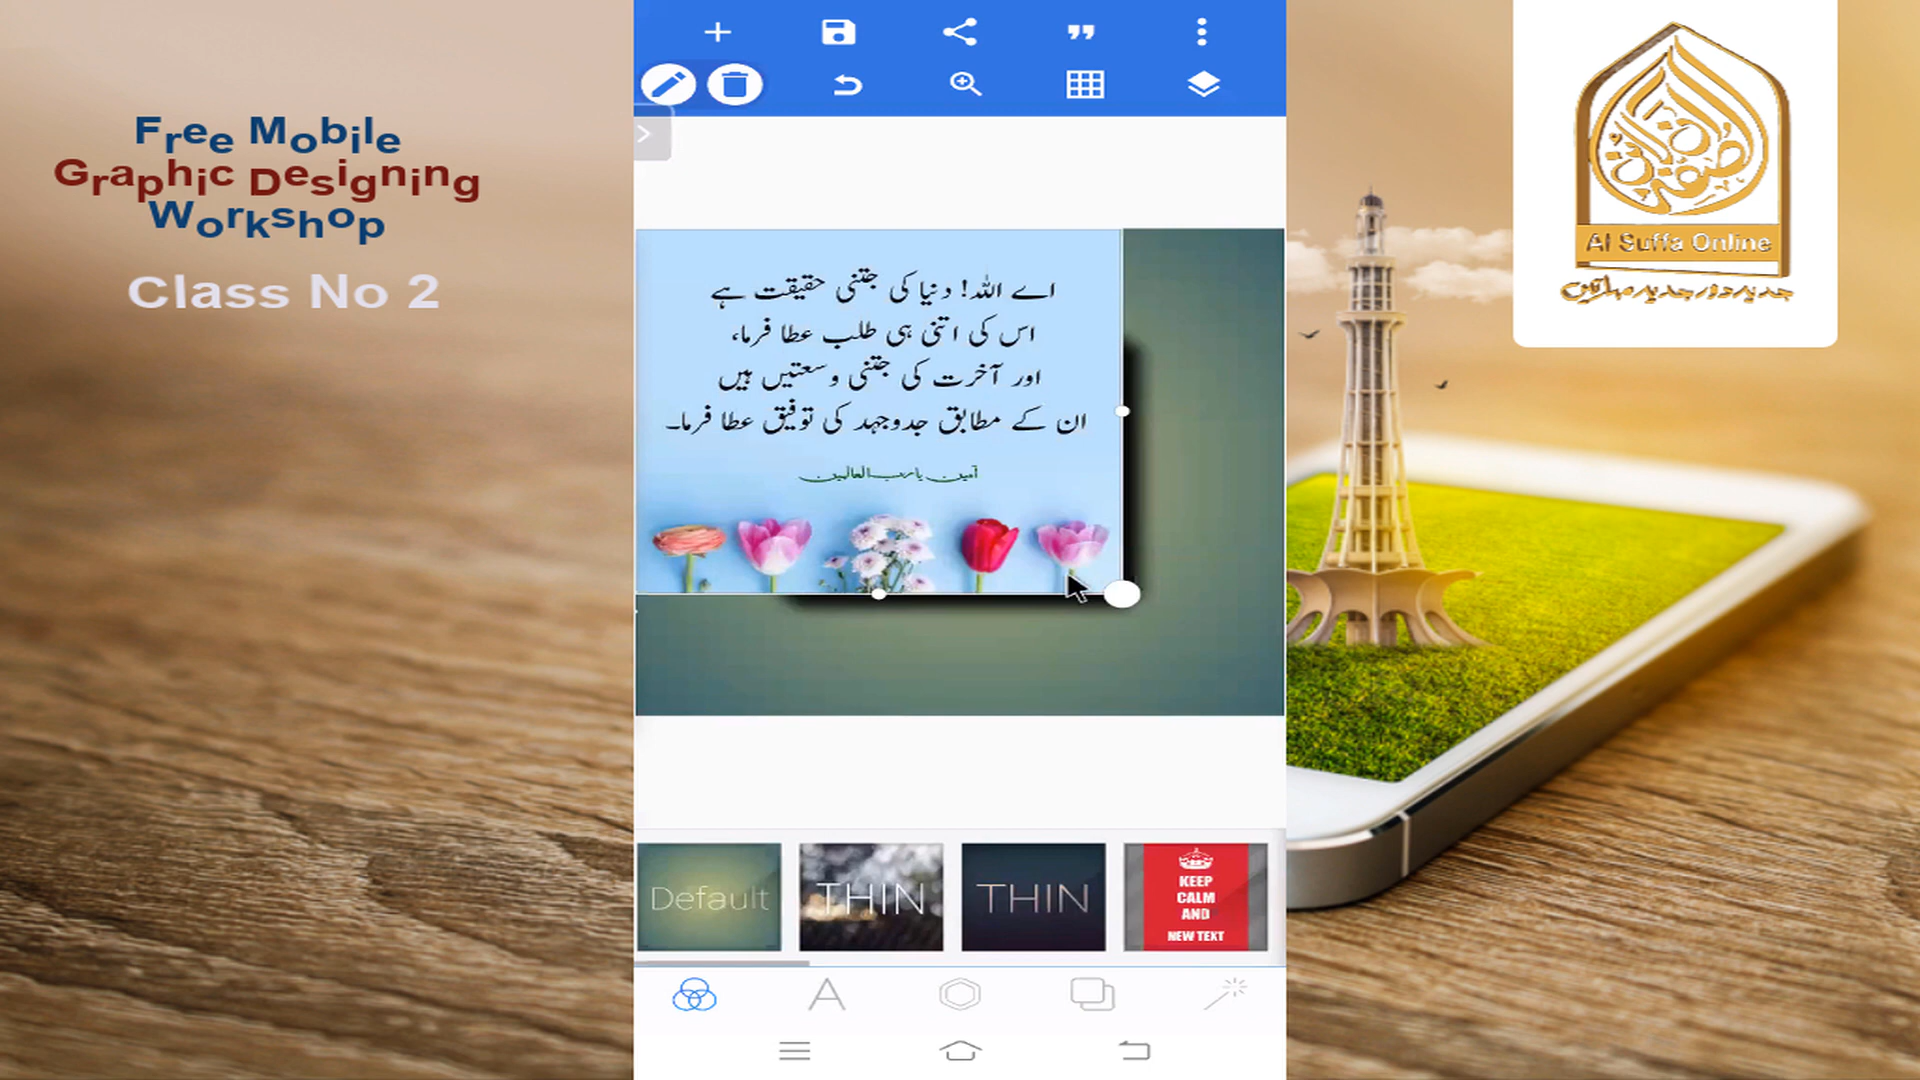 Free Mobile
Graphic Designing
Workshop
Class No 2
اے اللہ! دنیا کی جتنی حقیقت ہے
اس کی اتنی ہی طلب عطا فرما،
اور آخرت کی جتنی وسعتیں ہیں
ان کے مطابق جدوجہد کی توفیق عطا فرما۔
آمین یارب العالمین
Default
THIN
THIN
KEEP
CALM
AND
NEW TEXT
Al Suffa Online